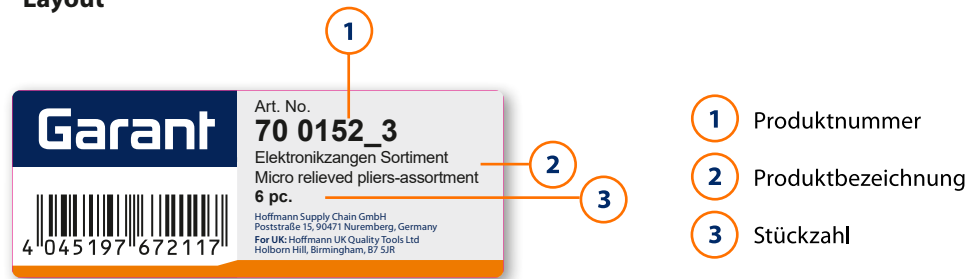 Layout
1
Garant
Art. No.
70 0152_3
Elektronikzangen Sortiment
Micro relieved pliers-assortment
6 pc.
Hoffmann Supply Chain GmbH
Poststraße 15, 90471 Nuremberg, Germany
For UK: Hoffmann UK Quality Tools Ltd
Holborn Hill, Birmingham, B7 5JR
4 045197 672117
2
3
1 Produktnummer
2 Produktbezeichnung
3 Stückzahl